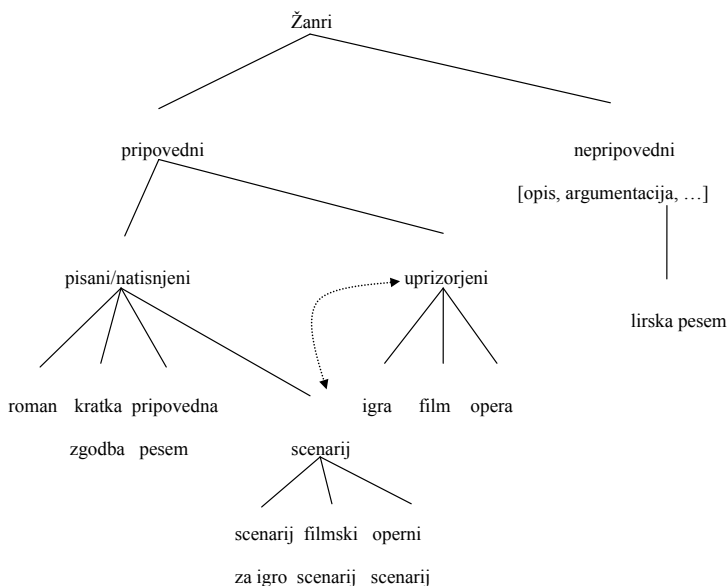 Žanri
pripovedni
nepripovedni
[opis, argumentacija, …]
pisani/natisnjeni
uprizorjeni
lirska pesem
roman kratka pripovedna
zgodba pesem
igra film opera
scenarij
scenarij filmski operni
za igro scenarij scenarij